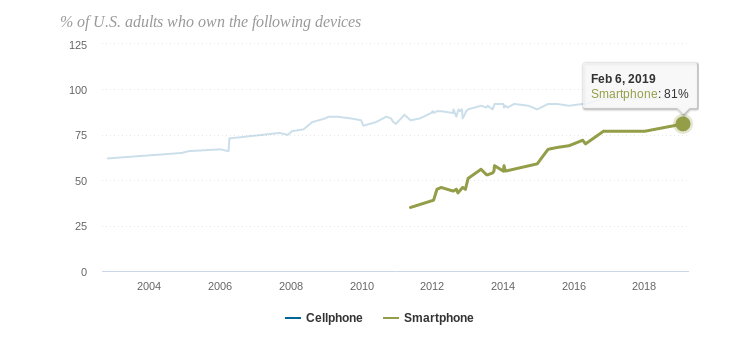 % of U.S. adults who own the following devices
125
100
75
50
25
0
Feb 6, 2019
Smartphone: 81%
2004 2006 2008 2010 2012 2014 2016 2018
Cellphone Smartphone